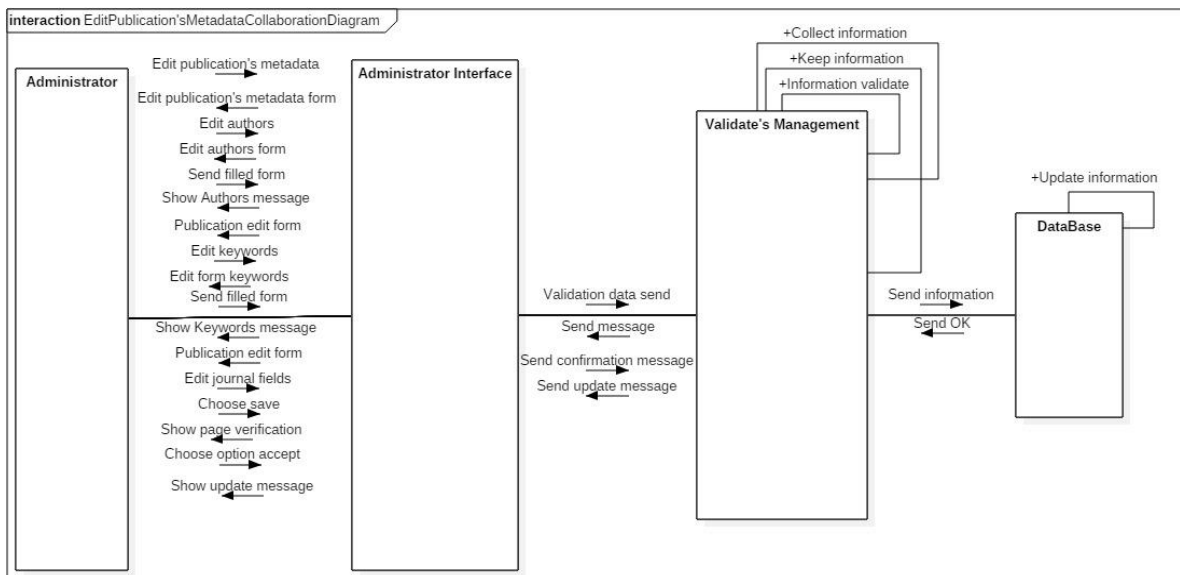 interaction EditPublication'sMetadataCollaborationDiagram
Administrator
Edit publication's metadata
Edit publication's metadata form
Edit authors
Edit authors form
Send filled form
Show Authors message
Publication edit form
Edit keywords
Edit form keywords
Send filled form
Show Keywords message
Publication edit form
Edit journal fields
Choose save
Show page verification
Choose option accept
Show update message
Administrator Interface
Validation data send
Send message
Send confirmation message
Send update message
+Collect information
+Keep information
+Information validate
Validate's Management
Send information
Send OK
+Update information
DataBase